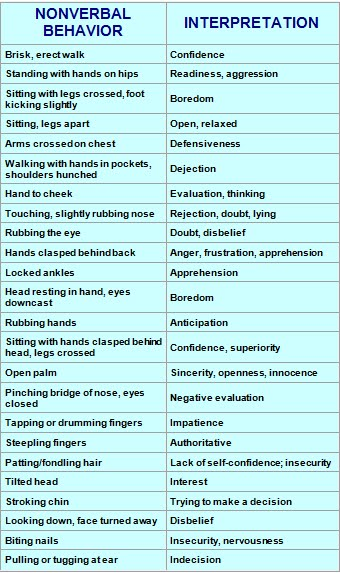 NONVERBAL INTERPRETATION
BEHAVIOR
Brisk, erect walk Confidence
Standing with hands on hips Readiness, aggression
Sitting with legs crossed, foot
kicking slightly Boredom
Sitting, legs apart Open, relaxed
Arms crossed on chest Defensiveness
Walking with hands in pockets,
shoulders hunched Dejection
Hand to cheek Evaluation, thinking
Touching, slightly rubbing nose Rejection, doubt, lying
Rubbing the eye Doubt, disbelief
Hands clasped behind back Anger, frustration, apprehension
Locked ankles Apprehension
Head resting in hand, eyes
downcast Boredom
Rubbing hands Anticipation
Sitting with hands clasped behind
head, legs crossed Confidence, superiority
Open palm Sincerity, openness, innocence
Pinching bridge of nose, eyes
closed Negative evaluation
Tapping or drumming fingers Impatience
Steepling fingers Authoritative
Patting/fondling hair Lack of self-confidence; insecurity
Tilted head Interest
Stroking chin Trying to make a decision
Looking down, face turned away Disbelief
Biting nails Insecurity, nervousness
Pulling or tugging at ear Indecision